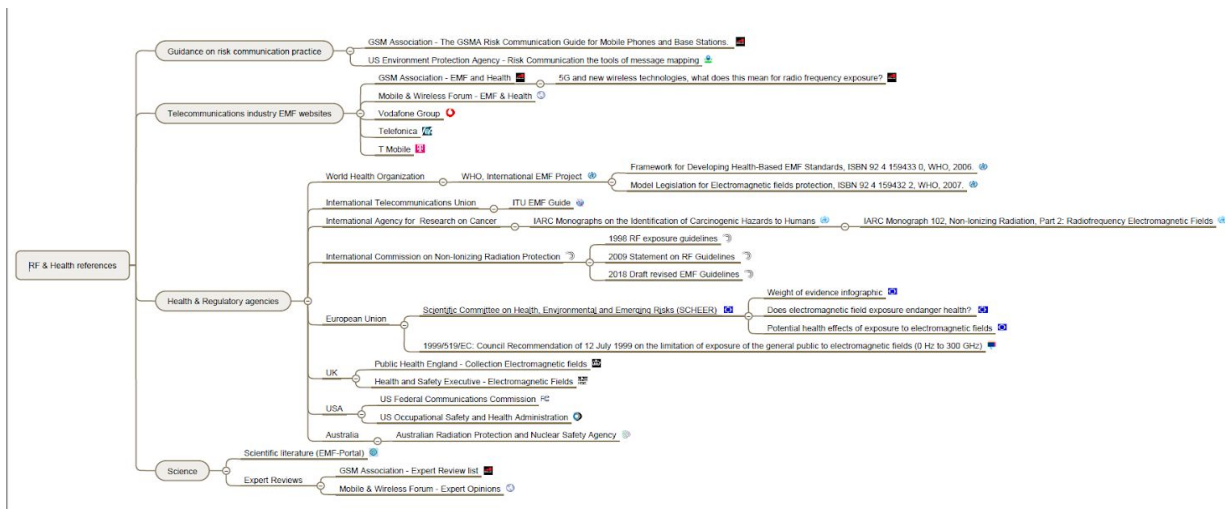 RF & Health references
Guidance on risk communication practice
GSM Association - The GSMA Risk Communication Guide for Mobile Phones and Base Stations.
US Environment Protection Agency - Risk Communication the tools of message mapping
Telecommunications industry EMF websites
GSM Association - EMF and Health
5G and new wireless technologies, what does this mean for radio frequency exposure?
Mobile & Wireless Forum - EMF & Health
Vodafone Group
Telefonica
T Mobile
Health & Regulatory agencies
World Health Organization
WHO, International EMF Project
Framework for Developing Health-Based EMF Standards, ISBN 92 4 159433 0, WHO, 2006.
Model Legislation for Electromagnetic fields protection, ISBN 92 4 159432 2, WHO, 2007.
International Telecommunications Union
ITU EMF Guide
International Agency for Research on Cancer
IARC Monographs on the Identification of Carcinogenic Hazards to Humans
IARC Monograph 102, Non-Ionizing Radiation, Part 2: Radiofrequency Electromagnetic Fields
International Commission on Non-Ionizing Radiation Protection
1998 RF exposure guidelines
2009 Statement on RF Guidelines
2018 Draft revised EMF Guidelines
European Union
Scientific Committee on Health, Environmental and Emerging Risks (SCHEER)
Weight of evidence infographic
Does electromagnetic field exposure endanger health?
Potential health effects of exposure to electromagnetic fields
1999/519/EC: Council Recommendation of 12 July 1999 on the limitation of exposure of the general public to electromagnetic fields (0 Hz to 300 GHz)
UK
Public Health England - Collection Electromagnetic fields
Health and Safety Executive - Electromagnetic Fields
USA
US Federal Communications Commission
US Occupational Safety and Health Administration
Australia
Australian Radiation Protection and Nuclear Safety Agency
Science
Scientific literature (EMF-Portal)
Expert Reviews
GSM Association - Expert Review list
Mobile & Wireless Forum - Expert Opinions